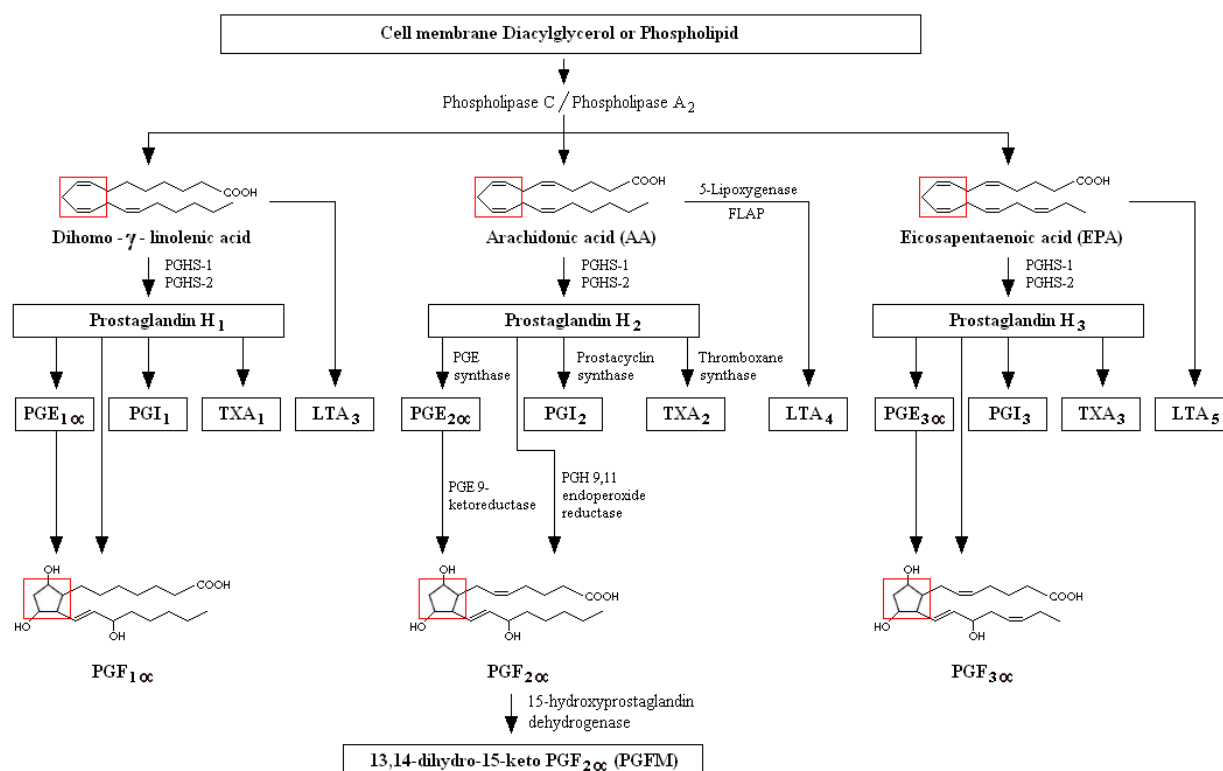 Cell membrane Diacylglycerol or Phospholipid
Phospholipase C / Phospholipase A2
COOH
COOH
COOH
5-Lipoxygenase
FLAP
Dihomo - γ - linolenic acid
Arachidonic acid (AA)
Eicosapentaenoic acid (EPA)
PGHS-1
PGHS-2
PGHS-1
PGHS-2
PGHS-1
PGHS-2
Prostaglandin H1
Prostaglandin H2
Prostaglandin H3
PGE
synthase
Prostacyclin
synthase
Thromboxane
synthase
PGE1∝
PGI1
TXA1
LTA3
PGE2∝
PGI2
TXA2
LTA4
PGE3∝
PGI3
TXA3
LTA5
PGE 9-
ketoreductase
PGH 9,11
endoperoxide
reductase
OH
COOH
HO
OH
OH
COOH
HO
OH
OH
COOH
HO
OH
PGF1∝
PGF2∝
PGF3∝
15-hydroxyprostaglandin
dehydrogenase
13,14-dihydro-15-keto PGF2∝ (PGFM)